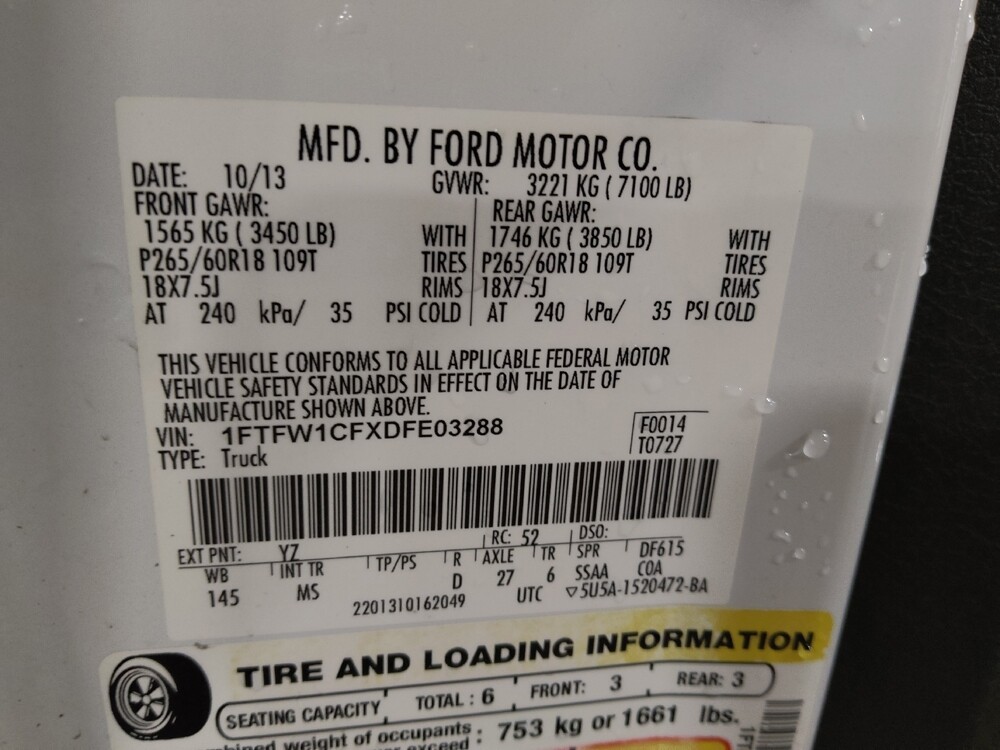 MFD. BY FORD MOTOR CO.
DATE: 10/13 GVWR: 3221 KG ( 7100 LB)
FRONT GAWR: REAR GAWR:
1565 KG ( 3450 LB) WITH 1746 KG ( 3850 LB) WITH
P265/60R18 109T TIRES P265/60R18 109T TIRES
18X7.5J RIMS 18X7.5J RIMS
AT 240 kPa/ 35 PSI COLD AT 240 kPa/ 35 PSI COLD
THIS VEHICLE CONFORMS TO ALL APPLICABLE FEDERAL MOTOR
VEHICLE SAFETY STANDARDS IN EFFECT ON THE DATE OF
MANUFACTURE SHOWN ABOVE.
VIN: 1FTFW1CFXDFE03288 F0014
TYPE: Truck T0727
EXT PNT: YZ RC: 52 DSO:
WB INT TR TP/PS R AXLE TR SPR DF615
145 MS D 27 6 SSAA COA
2201310162049 UTC ▽5U5A-1520472-BA
TIRE AND LOADING INFORMATION
SEATING CAPACITY TOTAL : 6 FRONT: 3 REAR: 3
weight of occupants : 753 kg or 1661 lbs.
exceed